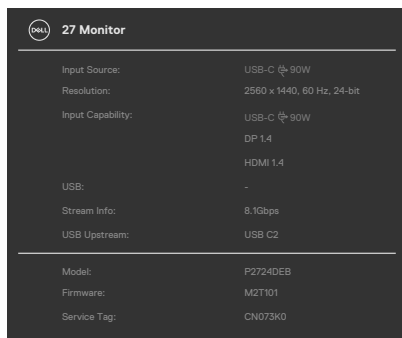 DELL 27 Monitor
Input Source: USB-C 90W
Resolution: 2560 x 1440, 60 Hz, 24-bit
Input Capability: USB-C 90W
DP 1.4
HDMI 1.4
USB: -
Stream Info: 8.1Gbps
USB Upstream: USB C2
Model: P2724DEB
Firmware: M2T101
Service Tag: CN073K0